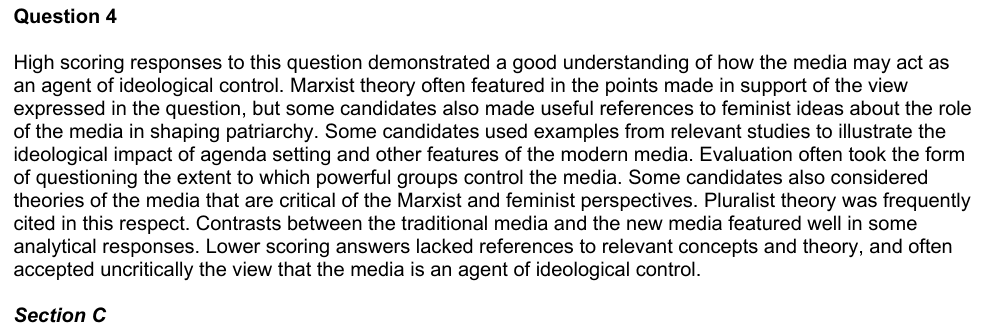 Question 4
High scoring responses to this question demonstrated a good understanding of how the media may act as
an agent of ideological control. Marxist theory often featured in the points made in support of the view
expressed in the question, but some candidates also made useful references to feminist ideas about the role
of the media in shaping patriarchy. Some candidates used examples from relevant studies to illustrate the
ideological impact of agenda setting and other features of the modern media. Evaluation often took the form
of questioning the extent to which powerful groups control the media. Some candidates also considered
theories of the media that are critical of the Marxist and feminist perspectives. Pluralist theory was frequently
cited in this respect. Contrasts between the traditional media and the new media featured well in some
analytical responses. Lower scoring answers lacked references to relevant concepts and theory, and often
accepted uncritically the view that the media is an agent of ideological control.
Section C